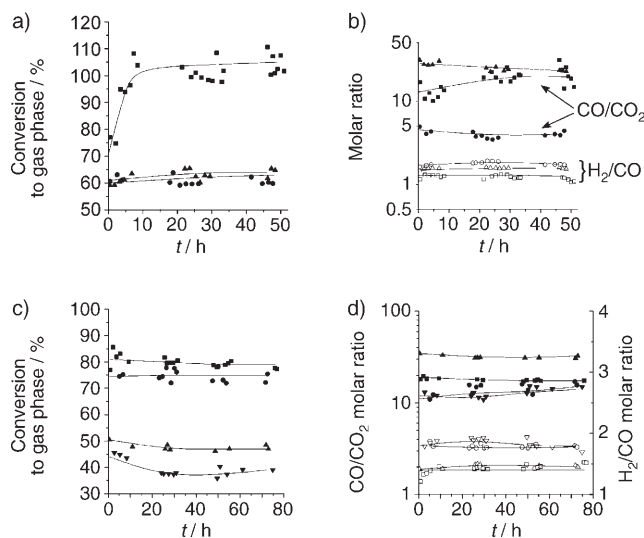 a)
Conversion
to gas phase / %
120
110
100
90
80
70
60
50
0 10 20 30 40 50
t / h
b)
Molar ratio
50
10
5
1
0.5
CO/CO2
}H2/CO
0 10 20 30 40 50
t / h
c)
Conversion
to gas phase / %
100
90
80
70
60
50
40
30
0 20 40 60 80
t / h
d)
CO/CO2 molar ratio
100
10
1
4
3
2
1
H2/CO molar ratio
0 20 40 60 80
t / h